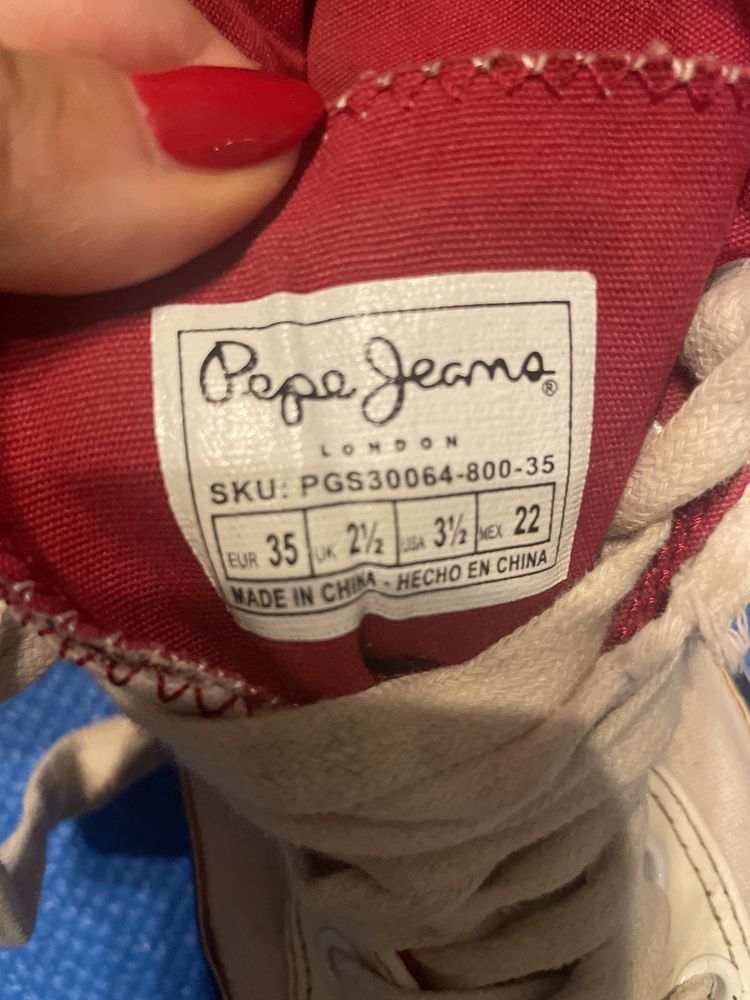 Pepe Jeans®
LONDON
SKU: PGS30064-800-35
EUR 35 UK 2½ USA 3½ MEX 22
MADE IN CHINA - HECHO EN CHINA